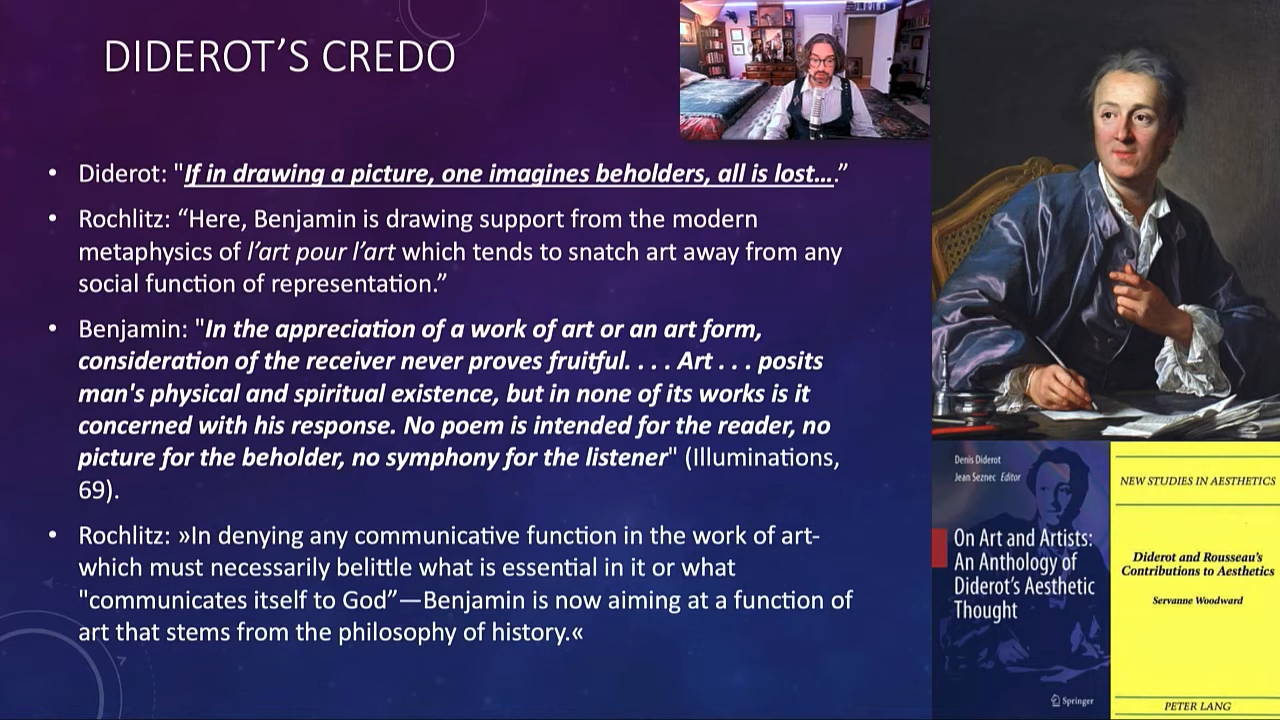 DIDEROT’S CREDO
• Diderot: "If in drawing a picture, one imagines beholders, all is lost….”
• Rochlitz: “Here, Benjamin is drawing support from the modern
metaphysics of l’art pour l’art which tends to snatch art away from any
social function of representation.”
• Benjamin: "In the appreciation of a work of art or an art form,
consideration of the receiver never proves fruitful. . . . Art . . . posits
man's physical and spiritual existence, but in none of its works is it
concerned with his response. No poem is intended for the reader, no
picture for the beholder, no symphony for the listener" (Illuminations,
69).
• Rochlitz: »In denying any communicative function in the work of art-
which must necessarily belittle what is essential in it or what
"communicates itself to God”—Benjamin is now aiming at a function of
art that stems from the philosophy of history.«
Denis Diderot
Jean Seznec Editor
On Art and Artists:
An Anthology of
Diderot’s Aesthetic
Thought
Springer
NEW STUDIES IN AESTHETICS
Diderot and Rousseau’s
Contributions to Aesthetics
Servanne Woodward
PETER LANG